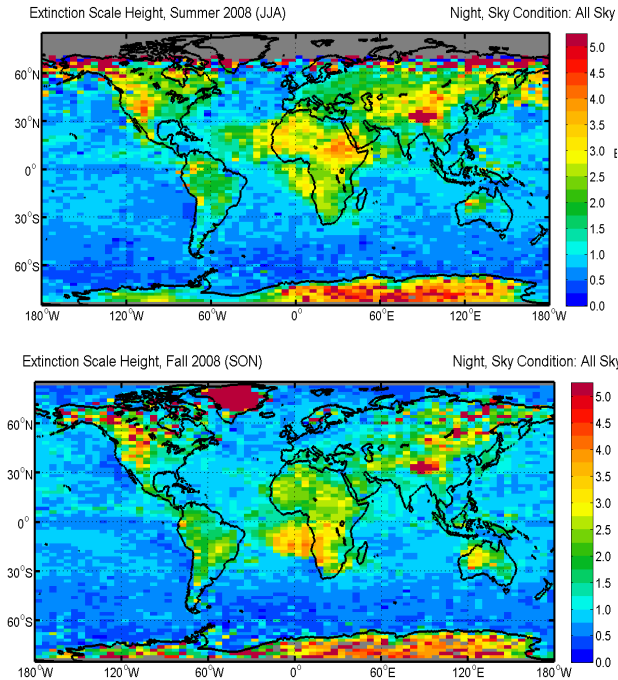 Extinction Scale Height, Summer 2008 (JJA) Night, Sky Condition: All Sky
5.0
4.5
4.0
3.5
3.0
2.5
2.0
1.5
1.0
0.5
0.0
60°N
30°N
0°
30°S
60°S
180°W 120°W 60°W 0° 60°E 120°E 180°W
Extinction Scale Height, Fall 2008 (SON) Night, Sky Condition: All Sky
5.0
4.5
4.0
3.5
3.0
2.5
2.0
1.5
1.0
0.5
0.0
60°N
30°N
0°
30°S
60°S
180°W 120°W 60°W 0° 60°E 120°E 180°W